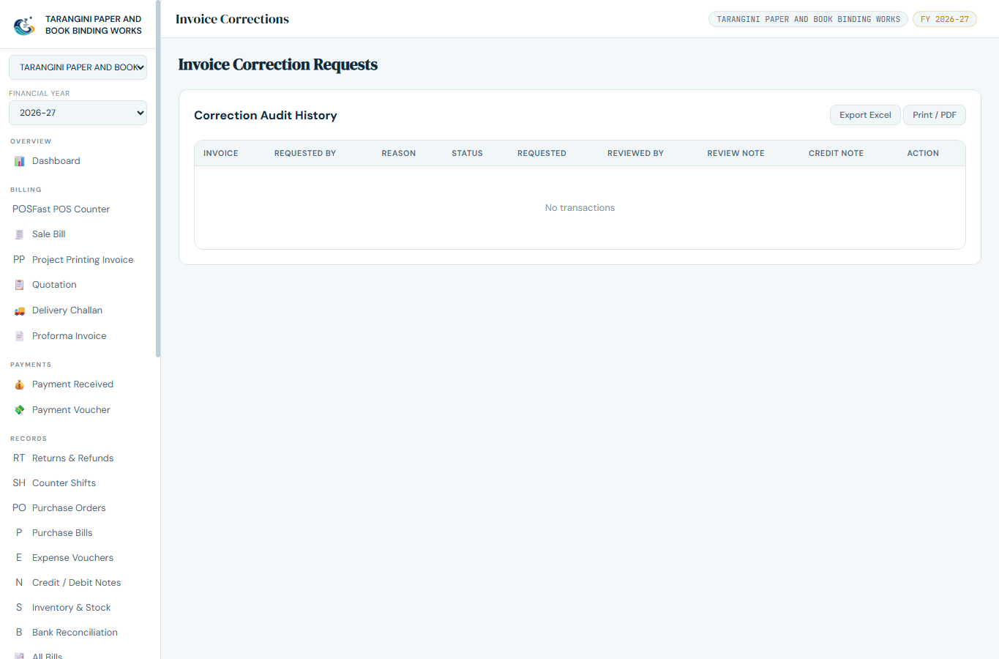 TARANGINI PAPER AND
BOOK BINDING WORKS
TARANGINI PAPER AND BOOK
FINANCIAL YEAR
2026-27
OVERVIEW
Dashboard
BILLING
POS Fast POS Counter
Sale Bill
PP Project Printing Invoice
Quotation
Delivery Challan
Proforma Invoice
PAYMENTS
Payment Received
Payment Voucher
RECORDS
RT Returns & Refunds
SH Counter Shifts
PO Purchase Orders
P Purchase Bills
E Expense Vouchers
N Credit / Debit Notes
S Inventory & Stock
B Bank Reconciliation
All Bills
Invoice Corrections
TARANGINI PAPER AND BOOK BINDING WORKS FY 2026-27
Invoice Correction Requests
Correction Audit History
Export Excel Print / PDF
INVOICE REQUESTED BY REASON STATUS REQUESTED REVIEWED BY REVIEW NOTE CREDIT NOTE ACTION
No transactions